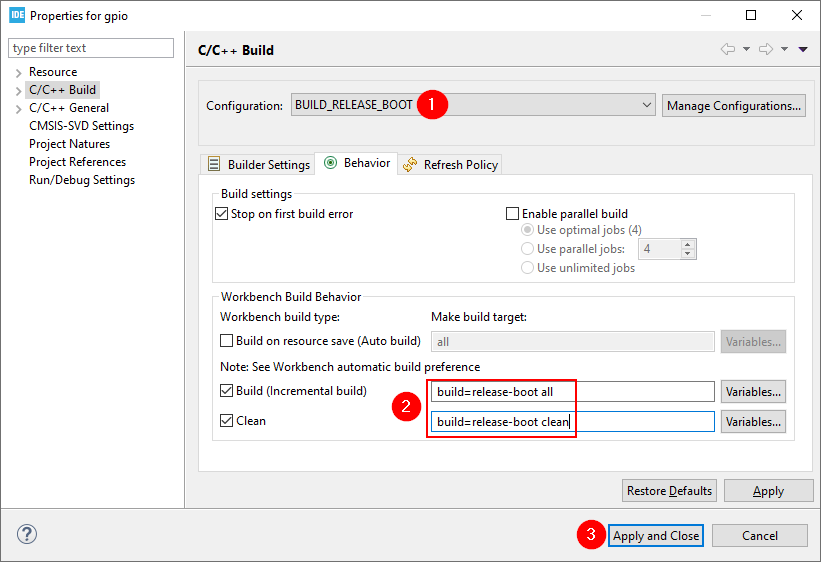 IDE Properties for gpio
type filter text
Resource
C/C++ Build
C/C++ General
CMSIS-SVD Settings
Project Natures
Project References
Run/Debug Settings
C/C++ Build
Configuration: BUILD_RELEASE_BOOT 1 Manage Configurations...
Builder Settings Behavior Refresh Policy
Build settings
Stop on first build error Enable parallel build
Use optimal jobs (4)
Use parallel jobs: 4
Use unlimited jobs
Workbench Build Behavior
Workbench build type: Make build target:
Build on resource save (Auto build) all Variables...
Note: See Workbench automatic build preference
Build (Incremental build) build=release-boot all Variables...
2
Clean build=release-boot clean Variables...
Restore Defaults Apply
? 3 Apply and Close Cancel